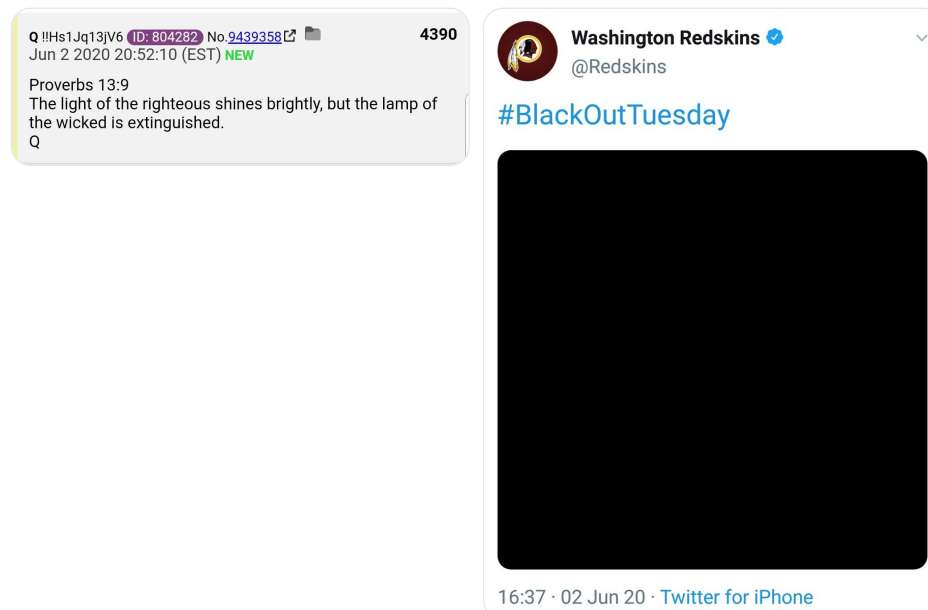 Q !!Hs1Jq13jV6 ID: 804282 No.9439358 4390
Jun 2 2020 20:52:10 (EST) NEW
Proverbs 13:9
The light of the righteous shines brightly, but the lamp of
the wicked is extinguished.
Q
Washington Redskins
@Redskins
#BlackOutTuesday
16:37 · 02 Jun 20 · Twitter for iPhone